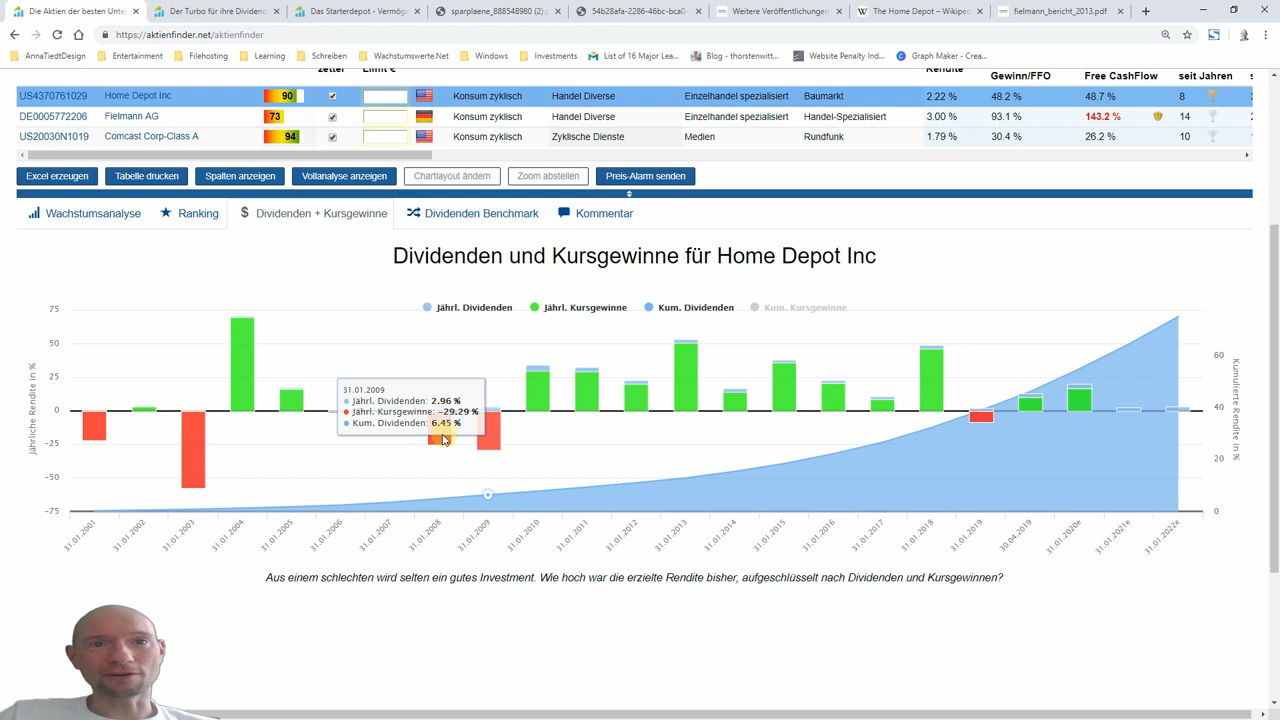 Die Aktien der besten Unter
Der Turbo für ihre Dividend
Das Starterdepot - Vermög
sparplaene_888548980 (2).p
54b28afa-2286-46bc-bca0-
Weitere Veröffentlichungen
The Home Depot – Wikipe
fielmann_bericht_2013.pdf
https://aktienfinder.net/aktienfinder
AnnaTiedtDesign
Entertainment
Filehosting
Learning
Schreiben
Wachstumswerte.Net
Windows
Investments
List of 16 Major Lea...
Blog - thorstenwitt...
Website Penalty Ind...
Graph Maker - Crea...
zettel Limit € Rendite Gewinn/FFO Free CashFlow seit Jahren s
US4370761029 Home Depot Inc 90 Konsum zyklisch Handel Diverse Einzelhandel spezialisiert Baumarkt 2.22 % 48.2 % 48.7 % 8
DE0005772206 Fielmann AG 73 Konsum zyklisch Handel Diverse Einzelhandel spezialisiert Handel-Spezialisiert 3.00 % 93.1 % 143.2 % 14
US20030N1019 Comcast Corp-Class A 94 Konsum zyklisch Zyklische Dienste Medien Rundfunk 1.79 % 30.4 % 26.2 % 10
Excel erzeugen Tabelle drucken Spalten anzeigen Vollanalyse anzeigen Chartlayout ändern Zoom abstellen Preis-Alarm senden
Wachstumsanalyse Ranking Dividenden + Kursgewinne Dividenden Benchmark Kommentar
Dividenden und Kursgewinne für Home Depot Inc
Jährl. Dividenden Jährl. Kursgewinne Kum. Dividenden Kum. Kursgewinne
75
50
25
0
-25
-50
-75
Jährliche Rendite in %
31.01.2009
Jährl. Dividenden: 2.96 %
Jährl. Kursgewinne: -29.29 %
Kum. Dividenden: 6.45 %
60
40
20
0
Kumulierte Rendite in %
31.01.2001 31.01.2002 31.01.2003 31.01.2004 31.01.2005 31.01.2006 31.01.2007 31.01.2008 31.01.2009 31.01.2010 31.01.2011 31.01.2012 31.01.2013 31.01.2014 31.01.2015 31.01.2016 31.01.2017 31.01.2018 31.01.2019 30.04.2019 31.01.2020e 31.01.2021e 31.01.2022e
Aus einem schlechten wird selten ein gutes Investment. Wie hoch war die erzielte Rendite bisher, aufgeschlüsselt nach Dividenden und Kursgewinnen?